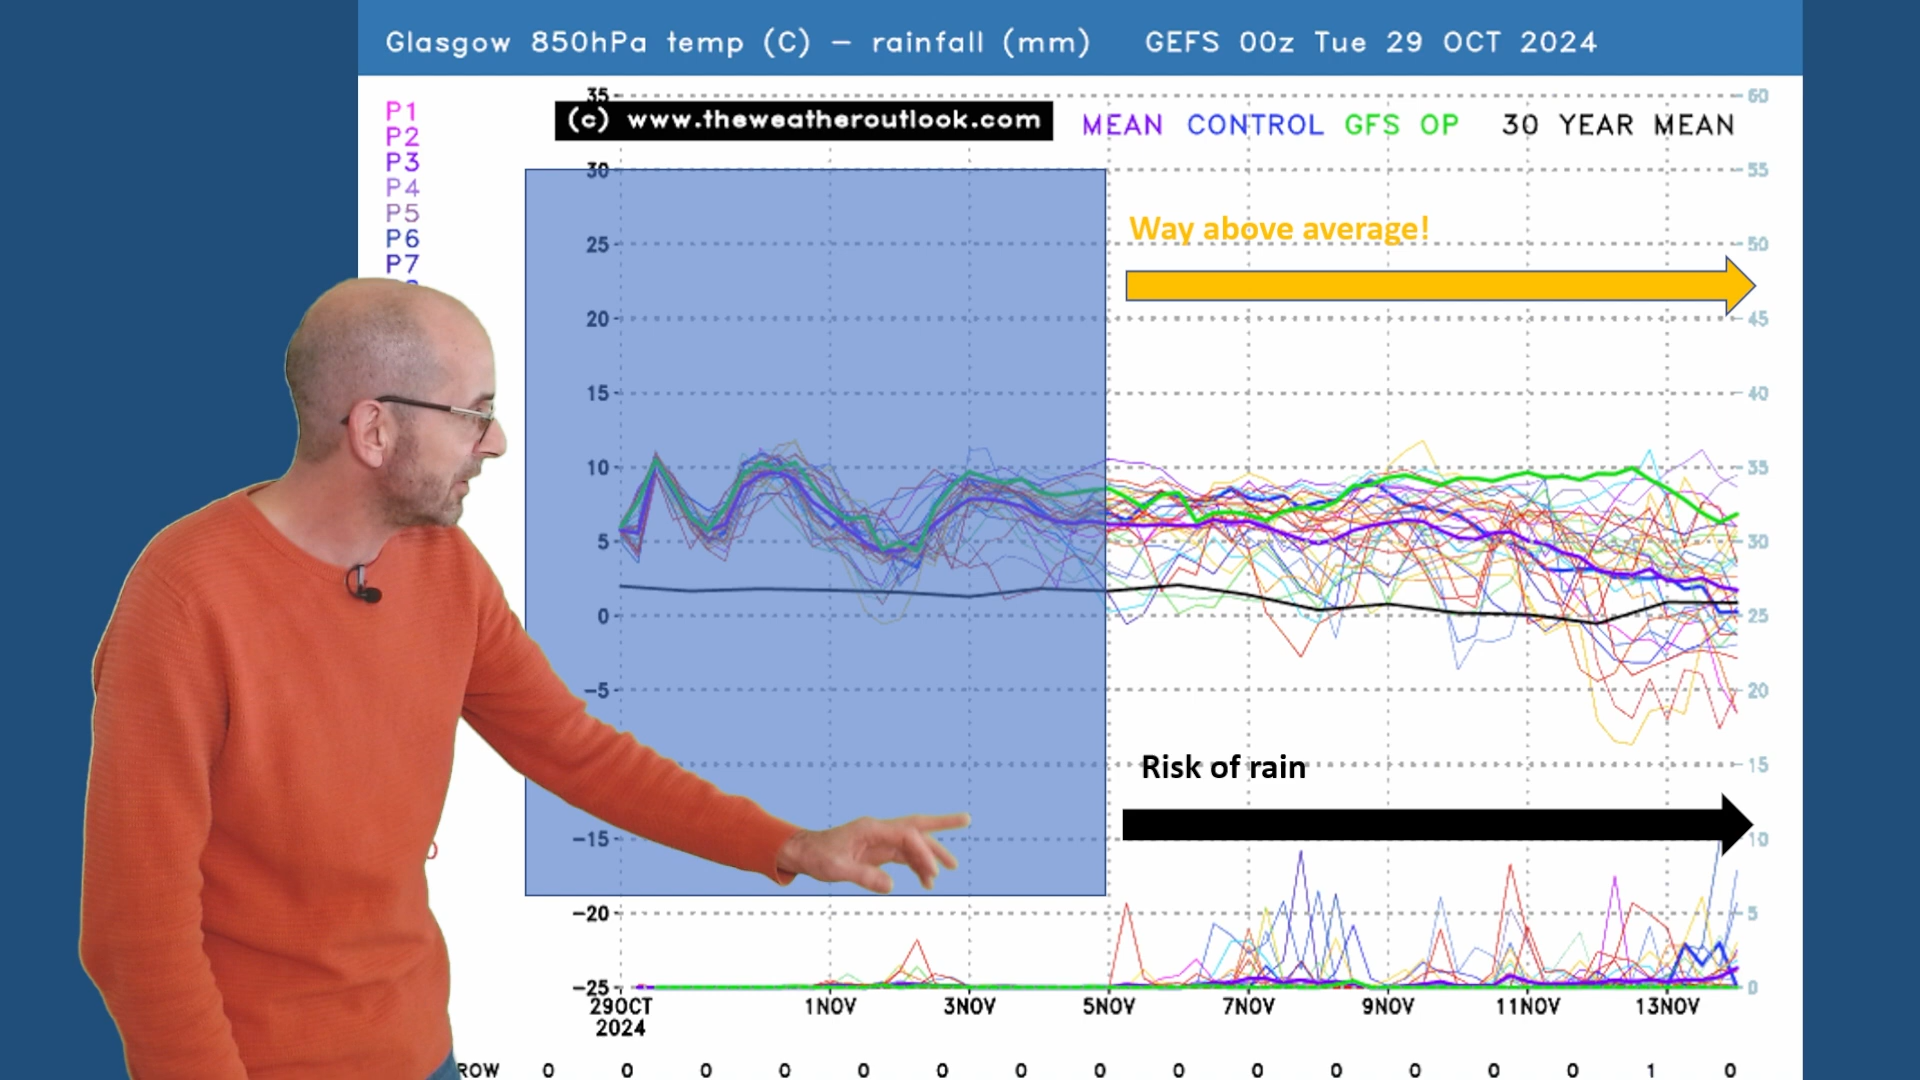 Glasgow 850hPa temp (C) – rainfall (mm) GEFS 00z Tue 29 OCT 2024
(c) www.theweatheroutlook.com
MEAN CONTROL GFS OP 30 YEAR MEAN
P1
P2
P3
P4
P5
P6
P7
35
30
25
20
15
10
5
0
-5
-15
-20
-25
60
55
50
45
40
35
30
25
20
15
10
5
0
Way above average!
Risk of rain
29OCT 1NOV 3NOV 5NOV 7NOV 9NOV 11NOV 13NOV
2024
ROW 0 0 0 0 0 0 0 0 0 0 0 0 0 0 1 0